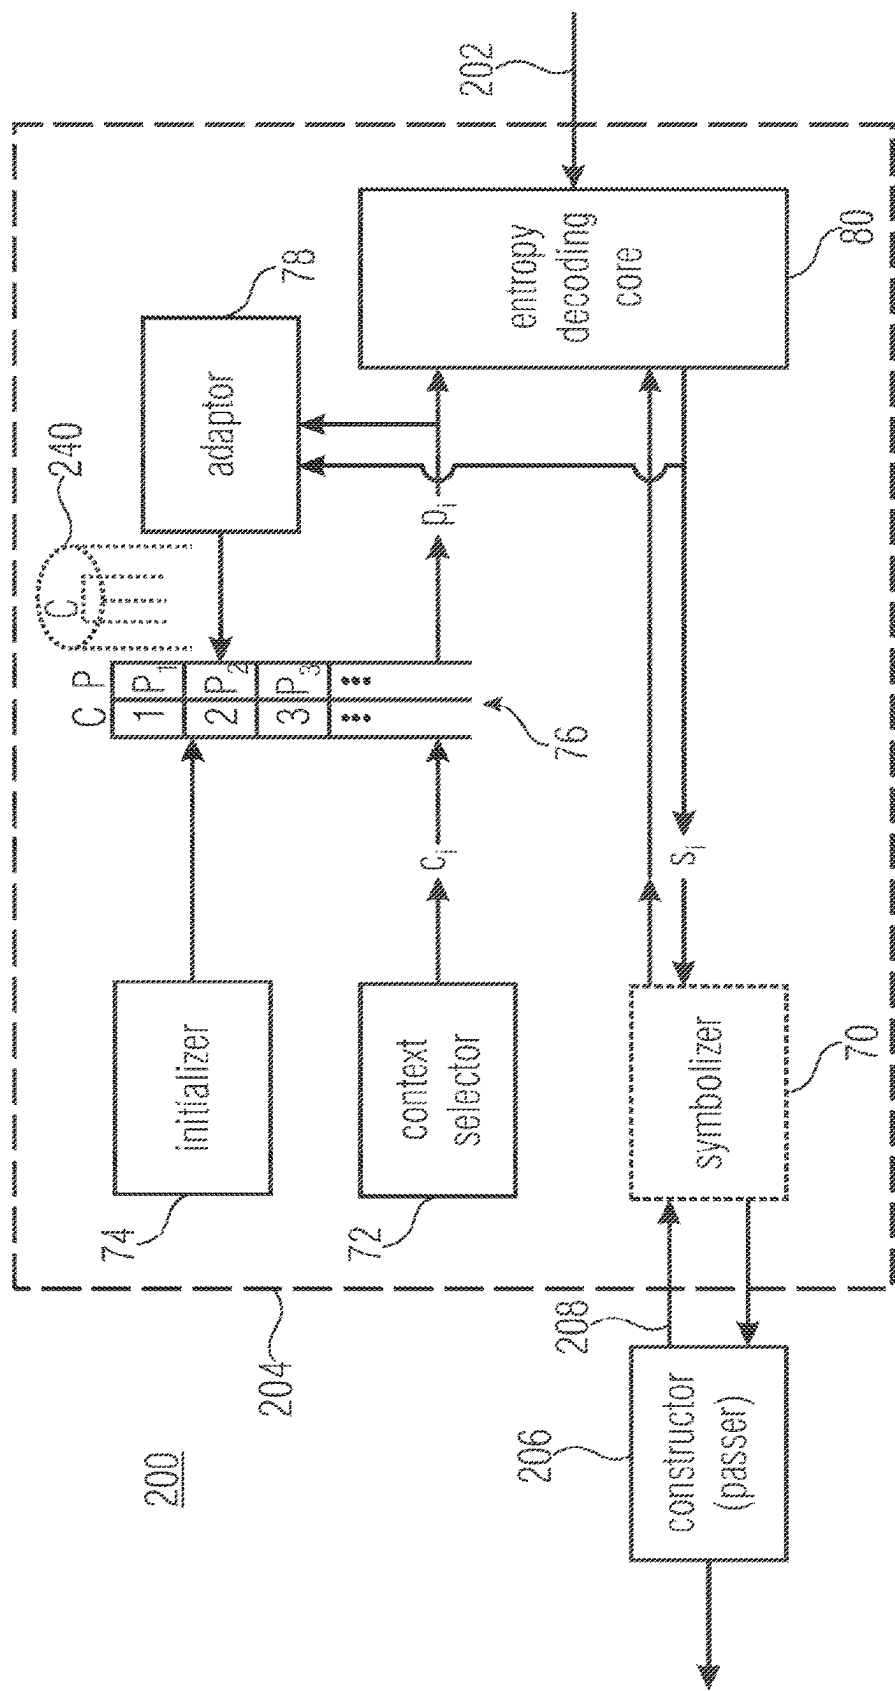 200
204
74
initializer
C P
1 P1
2 P2
3 P3
...
...
C
240
adaptor
78
202
72
context
selector
ci
76
pi
entropy
decoding
core
80
206
constructor
(passer)
208
symbolizer
70
si